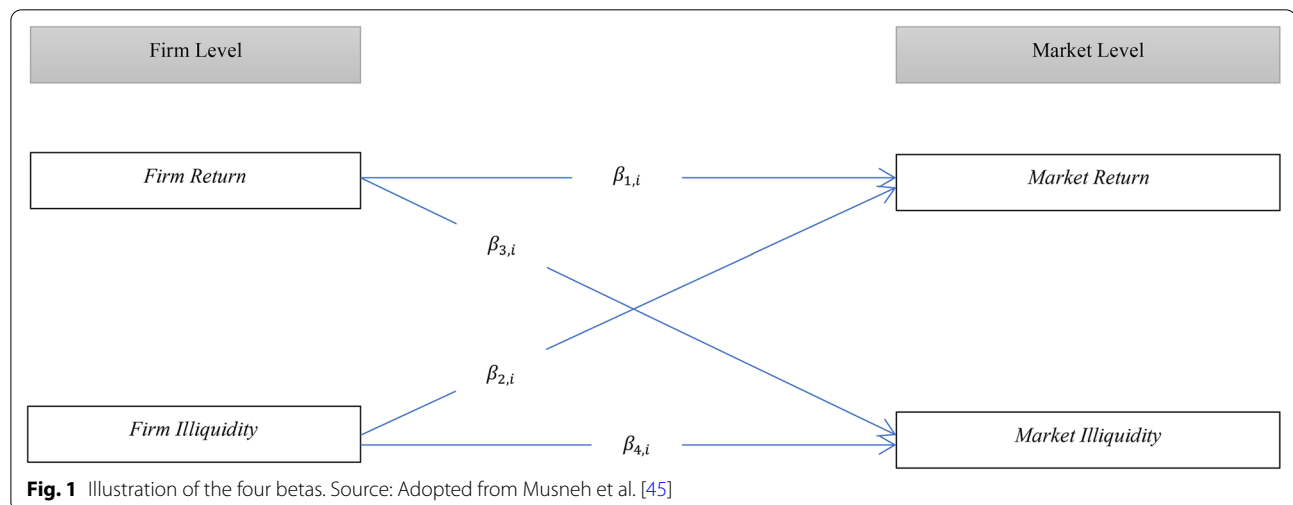 Firm Level
Market Level
Firm Return
β1,i
Market Return
β3,i
β2,i
Firm Illiquidity
β4,i
Market Illiquidity
Fig. 1 Illustration of the four betas. Source: Adopted from Musneh et al. [45]